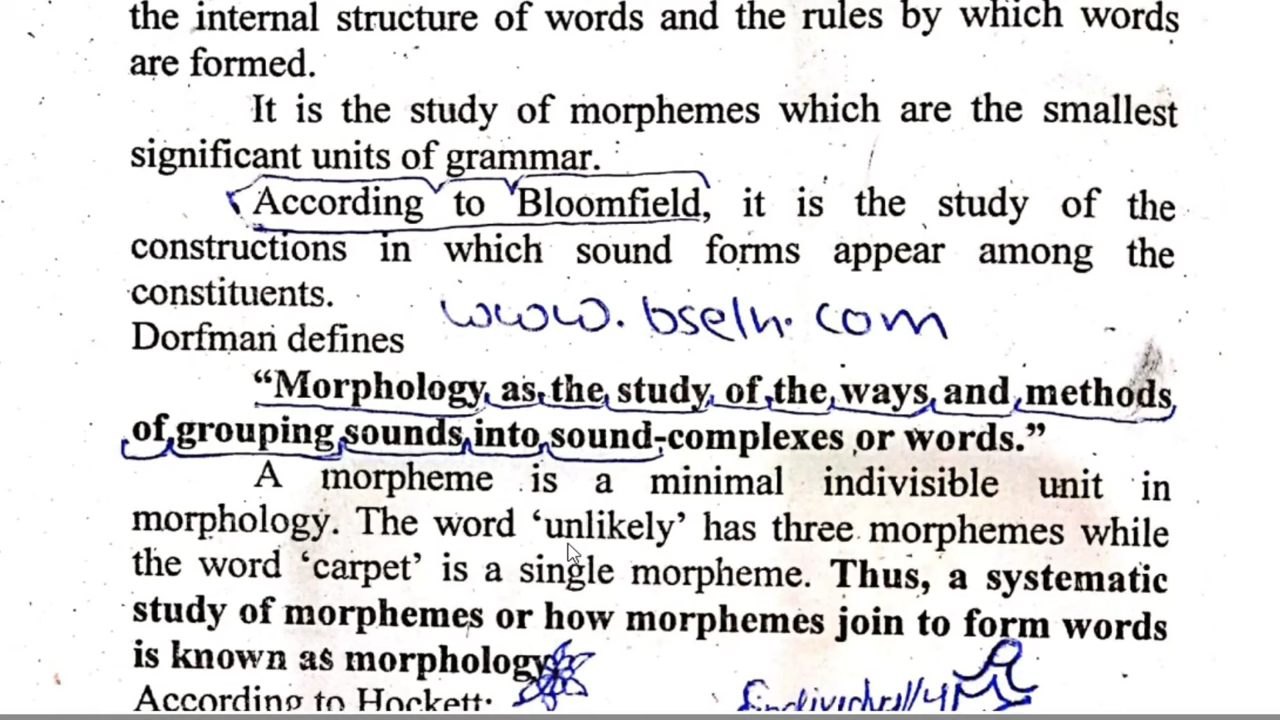 the internal structure of words and the rules by which words
are formed.
It is the study of morphemes which are the smallest
significant units of grammar.
According to Bloomfield, it is the study of the
constructions in which sound forms appear among the
constituents.
www.bseln.com
Dorfman defines
“Morphology as the study of the ways and methods
of grouping sounds into sound-complexes or words.”
A morpheme is a minimal indivisible unit in
morphology. The word ‘unlikely’ has three morphemes while
the word ‘carpet’ is a single morpheme. Thus, a systematic
study of morphemes or how morphemes join to form words
is known as morphology
According to Hockett: